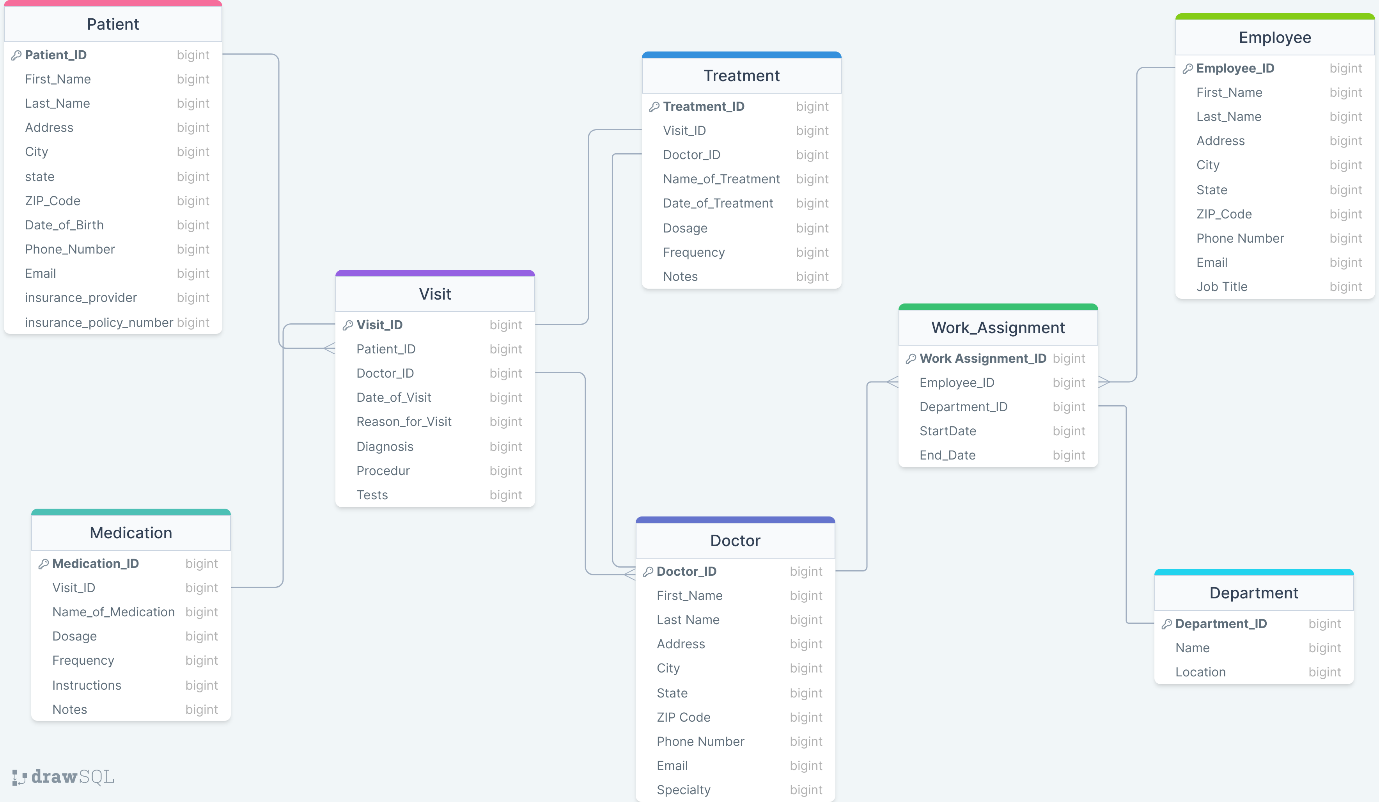 Patient
Patient_ID bigint
First_Name bigint
Last_Name bigint
Address bigint
City bigint
state bigint
ZIP_Code bigint
Date_of_Birth bigint
Phone_Number bigint
Email bigint
insurance_provider bigint
insurance_policy_number bigint
Treatment
Treatment_ID bigint
Visit_ID bigint
Doctor_ID bigint
Name_of_Treatment bigint
Date_of_Treatment bigint
Dosage bigint
Frequency bigint
Notes bigint
Employee
Employee_ID bigint
First_Name bigint
Last_Name bigint
Address bigint
City bigint
State bigint
ZIP_Code bigint
Phone Number bigint
Email bigint
Job Title bigint
Visit
Visit_ID bigint
Patient_ID bigint
Doctor_ID bigint
Date_of_Visit bigint
Reason_for_Visit bigint
Diagnosis bigint
Procedur bigint
Tests bigint
Work_Assignment
Work Assignment_ID bigint
Employee_ID bigint
Department_ID bigint
StartDate bigint
End_Date bigint
Medication
Medication_ID bigint
Visit_ID bigint
Name_of_Medication bigint
Dosage bigint
Frequency bigint
Instructions bigint
Notes bigint
Doctor
Doctor_ID bigint
First_Name bigint
Last Name bigint
Address bigint
City bigint
State bigint
ZIP Code bigint
Phone Number bigint
Email bigint
Specialty bigint
Department
Department_ID bigint
Name bigint
Location bigint
drawSQL